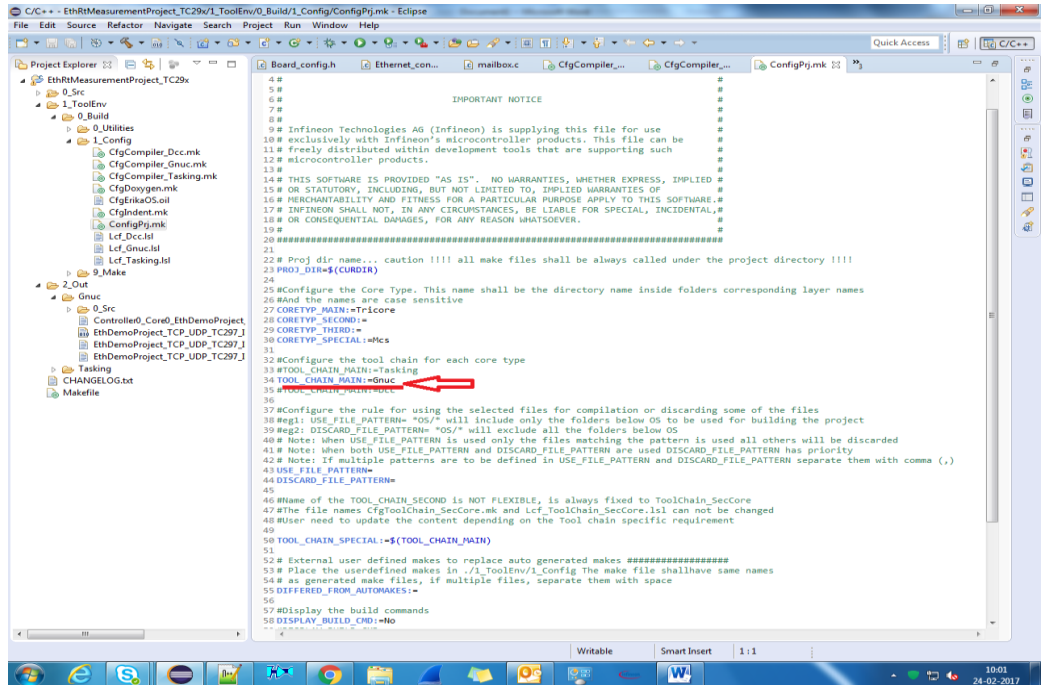 C/C++ - EthRtMeasurementProject_TC29x/1_ToolEnv/0_Build/1_Config/ConfigPrj.mk - Eclipse
File Edit Source Refactor Navigate Search Project Run Window Help
Quick Access
C/C++
Project Explorer
Board_config.h
Ethernet_con...
mailbox.c
CfgCompiler_...
CfgCompiler_...
ConfigPrj.mk
EthRtMeasurementProject_TC29x
0_Src
1_ToolEnv
0_Build
0_Utilities
1_Config
CfgCompiler_Dcc.mk
CfgCompiler_Gnuc.mk
CfgCompiler_Tasking.mk
CfgDoxygen.mk
CfgErikaOS.oil
CfgIndent.mk
ConfigPrj.mk
Lcf_Dcc.lsl
Lcf_Gnuc.lsl
Lcf_Tasking.lsl
9_Make
2_Out
Gnuc
0_Src
Controller0_Core0_EthDemoProject_
EthDemoProject_TCP_UDP_TC297_I
EthDemoProject_TCP_UDP_TC297_I
EthDemoProject_TCP_UDP_TC297_I
Tasking
CHANGELOG.txt
Makefile
4 # #
5 # #
6 # IMPORTANT NOTICE #
7 # #
8 # #
9 # Infineon Technologies AG (Infineon) is supplying this file for use #
10 # exclusively with Infineon's microcontroller products. This file can be #
11 # freely distributed within development tools that are supporting such #
12 # microcontroller products. #
13 # #
14 # THIS SOFTWARE IS PROVIDED "AS IS". NO WARRANTIES, WHETHER EXPRESS, IMPLIED #
15 # OR STATUTORY, INCLUDING, BUT NOT LIMITED TO, IMPLIED WARRANTIES OF #
16 # MERCHANTABILITY AND FITNESS FOR A PARTICULAR PURPOSE APPLY TO THIS SOFTWARE.#
17 # INFINEON SHALL NOT, IN ANY CIRCUMSTANCES, BE LIABLE FOR SPECIAL, INCIDENTAL,#
18 # OR CONSEQUENTIAL DAMAGES, FOR ANY REASON WHATSOEVER. #
19 # #
20 ##############################################################################
21
22 # Proj dir name... caution !!!! all make files shall be always called under the project directory !!!!
23 PROJ_DIR=$(CURDIR)
24
25 #Configure the Core Type. This name shall be the directory name inside folders corresponding layer names
26 #And the names are case sensitive
27 CORETYP_MAIN:=Tricore
28 CORETYP_SECOND:=
29 CORETYP_THIRD:=
30 CORETYP_SPECIAL:=Mcs
31
32 #Configure the tool chain for each core type
33 #TOOL_CHAIN_MAIN:=Tasking
34 TOOL_CHAIN_MAIN:=Gnuc
35 #TOOL_CHAIN_MAIN:=Dcc
36
37 #Configure the rule for using the selected files for compilation or discarding some of the files
38 #eg1: USE_FILE_PATTERN= "OS/" will include only the folders below OS to be used for building the project
39 #eg2: DISCARD_FILE_PATTERN= "OS/" will exclude all the folders below OS
40 # Note: When USE_FILE_PATTERN is used only the files matching the pattern is used all others will be discarded
41 # Note: When both USE_FILE_PATTERN and DISCARD_FILE_PATTERN are used DISCARD_FILE_PATTERN has priority
42 # Note: If multiple patterns are to be defined in USE_FILE_PATTERN and DISCARD_FILE_PATTERN separate them with comma (,)
43 USE_FILE_PATTERN=
44 DISCARD_FILE_PATTERN=
45
46 #Name of the TOOL_CHAIN_SECOND is NOT FLEXIBLE, is always fixed to ToolChain_SecCore
47 #The file names CfgToolChain_SecCore.mk and Lcf_ToolChain_SecCore.lsl can not be changed
48 #User need to update the content depending on the Tool chain specific requirement
49
50 TOOL_CHAIN_SPECIAL:=$(TOOL_CHAIN_MAIN)
51
52 # External user defined makes to replace auto generated makes ##################
53 # Place the userdefined makes in ./1_ToolEnv/1_Config The make file shallhave same names
54 # as generated make files, if multiple files, separate them with space
55 DIFFERED_FROM_AUTOMAKES:=
56
57 #Display the build commands
58 DISPLAY_BUILD_CMD:=No
Writable
Smart Insert
1 : 1
10:01
24-02-2017